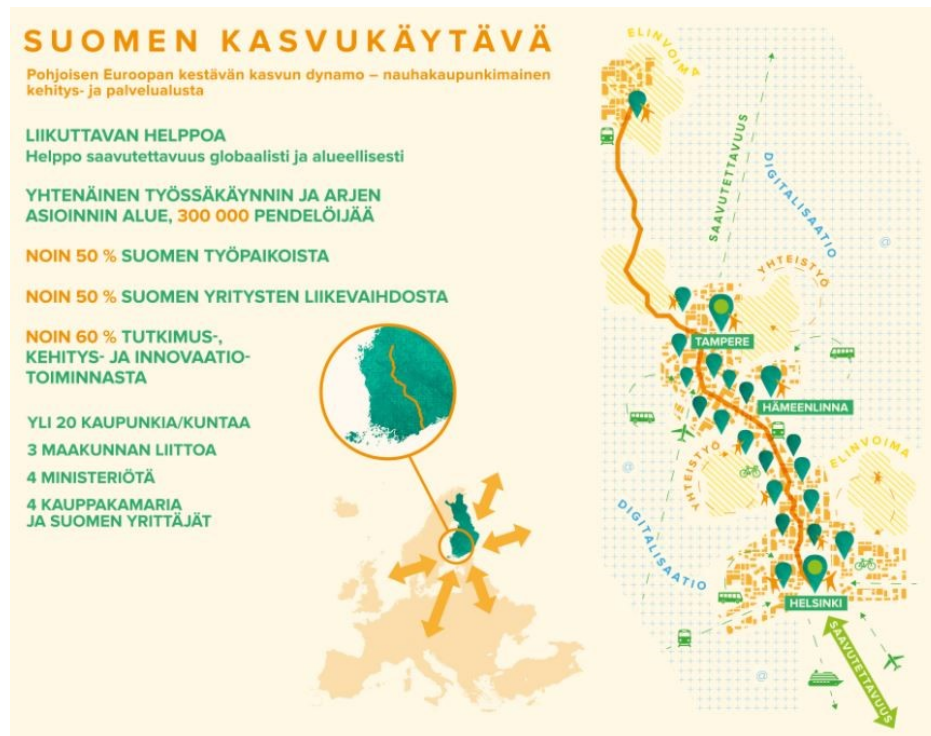 SUOMEN KASVUKÄYTÄVÄ
Pohjoisen Euroopan kestävän kasvun dynamo – nauhakaupunkimainen
kehitys- ja palvelualusta
LIIKUTTAVAN HELPPOA
Helppo saavutettavuus globaalisti ja alueellisesti
YHTENÄINEN TYÖSSÄKÄYNNIN JA ARJEN
ASIOINNIN ALUE, 300 000 PENDELÖIJÄÄ
NOIN 50 % SUOMEN TYÖPAIKOISTA
NOIN 50 % SUOMEN YRITYSTEN LIIKEVAIHDOSTA
NOIN 60 % TUTKIMUS-,
KEHITYS- JA INNOVAATIO-
TOIMINNASTA
YLI 20 KAUPUNKIA/KUNTAA
3 MAAKUNNAN LIITTOA
4 MINISTERIÖTÄ
4 KAUPPAKAMARIA
JA SUOMEN YRITTÄJÄT
ELINVOIMA
SAAVUTETTAVUUS
DIGITALISAATIO
@
YHTEISTYÖ
TAMPERE
HÄMEENLINNA
YHTEISTYÖ
ELINVOIMA
@
DIGITALISAATIO
HELSINKI
SAAVUTETTAVUUS
@